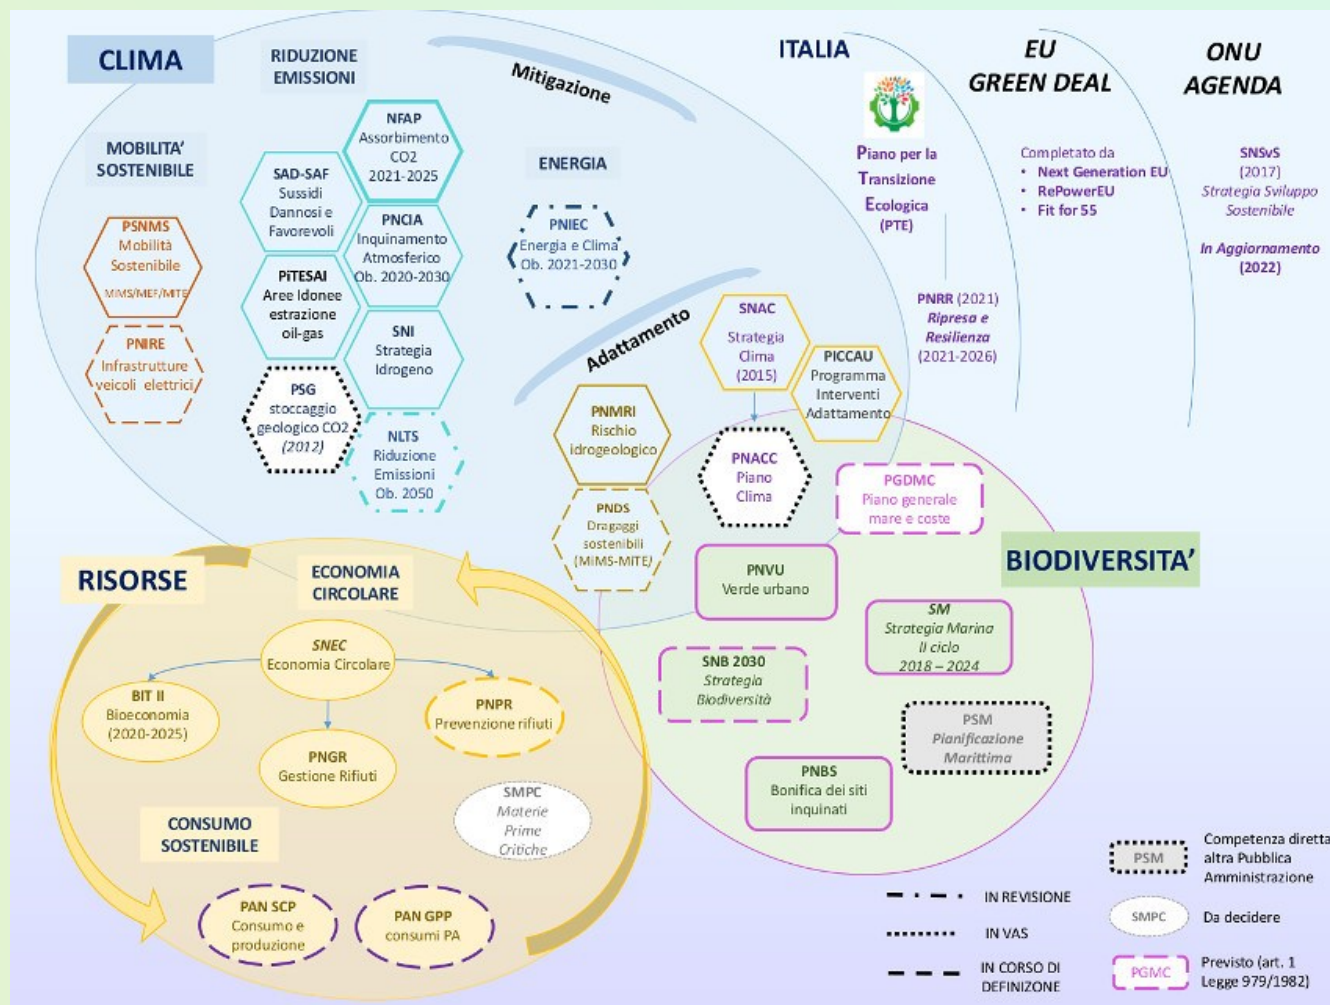 CLIMA
RIDUZIONE
EMISSIONI
Mitigazione
ITALIA
EU
GREEN DEAL
ONU
AGENDA
MOBILITA’
SOSTENIBILE
PSNMS
Mobilità
Sostenibile
MiMS/MEF/MITE
PNIRE
Infrastrutture
veicoli elettrici
SAD-SAF
Sussidi
Dannosi e
Favorevoli
NFAP
Assorbimento
CO2
2021-2025
PNCIA
Inquinamento
Atmosferico
Ob. 2020-2030
PiTESAI
Aree Idonee
estrazione
oil-gas
SNI
Strategia
Idrogeno
PSG
stoccaggio
geologico CO2
(2012)
NLTS
Riduzione
Emissioni
Ob. 2050
ENERGIA
PNIEC
Energia e Clima
Ob. 2021-2030
Adattamento
SNAC
Strategia
Clima
(2015)
PICCAU
Programma
Interventi
Adattamento
PNMRI
Rischio
idrogeologico
PNACC
Piano
Clima
PNDS
Dragaggi
sostenibili
(MiMS-MITE)
Piano per la
Transizione
Ecologica
(PTE)
PNRR (2021)
Ripresa e
Resilienza
(2021-2026)
Completato da
• Next Generation EU
• RePowerEU
• Fit for 55
SNSvS
(2017)
Strategia Sviluppo
Sostenibile
In Aggiornamento
(2022)
PGDMC
Piano generale
mare e coste
BIODIVERSITA’
PNVU
Verde urbano
SM
Strategia Marina
II ciclo
2018 – 2024
SNB 2030
Strategia
Biodiversità
PSM
Pianificazione
Marittima
PNBS
Bonifica dei siti
inquinati
RISORSE
ECONOMIA
CIRCOLARE
SNEC
Economia Circolare
BIT II
Bioeconomia
(2020-2025)
PNPR
Prevenzione rifiuti
PNGR
Gestione Rifiuti
SMPC
Materie
Prime
Critiche
CONSUMO
SOSTENIBILE
PAN SCP
Consumo e
produzione
PAN GPP
consumi PA
IN REVISIONE
IN VAS
IN CORSO DI
DEFINIZONE
PSM
Competenza diretta
altra Pubblica
Amministrazione
SMPC
Da decidere
PGMC
Previsto (art. 1
Legge 979/1982)